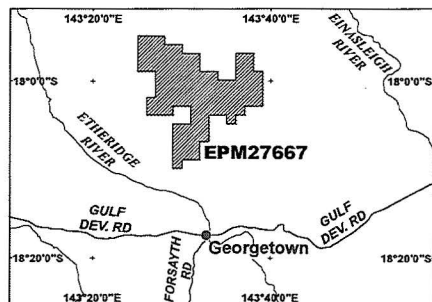 143°20'0"E
143°40'0"E
EINASLEIGH
RIVER
18°0'0"S
18°0'0"S
ETHERIDGE
RIVER
EPM27667
GULF
DEV. RD
GULF
DEV. RD
Georgetown
FORSAYTH
RD
18°20'0"S
18°20'0"S
143°20'0"E
143°40'0"E